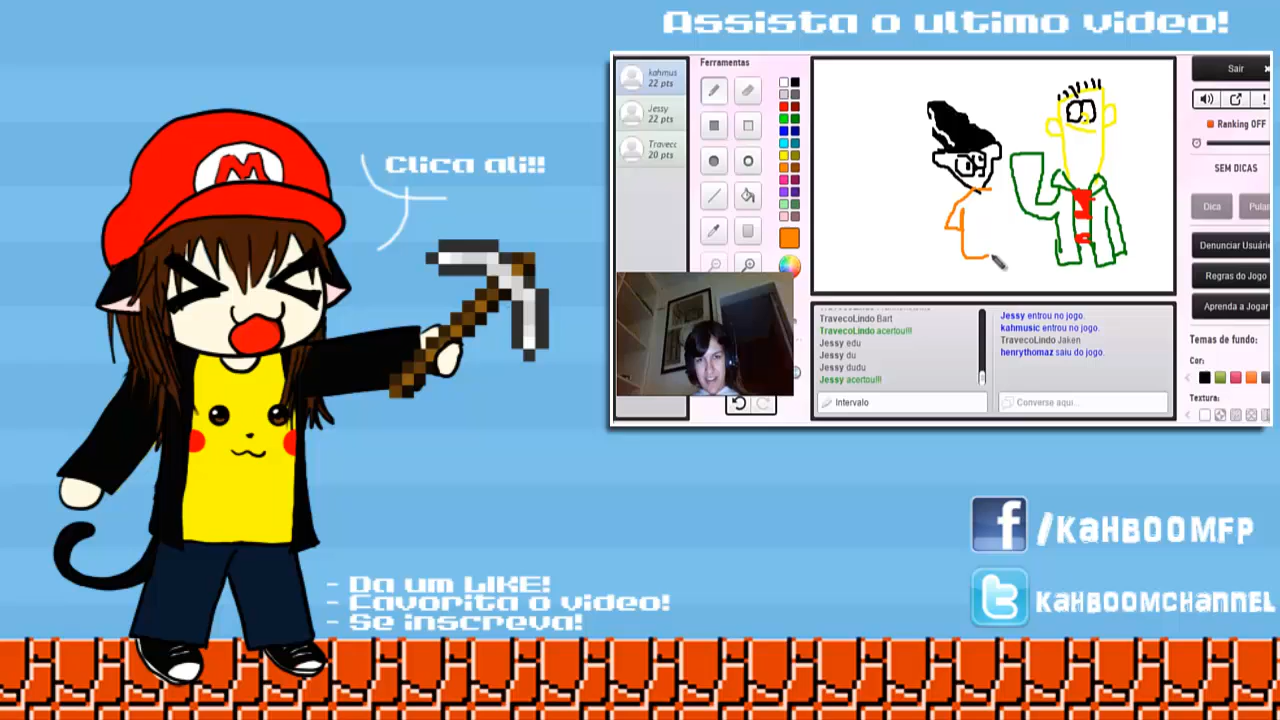 Assista o ultimo video!
Clica ali!!
M
kahmus
22 pts
Jessy
22 pts
Travecc
20 pts
Ferramentas
Sair
Ranking OFF
SEM DICAS
Dica
Pular
Denunciar Usuári
Regras do Jogo
Aprenda a Jogar
Temas de fundo:
Cor:
Textura:
TravecoLindo Bart
TravecoLindo acertou!!!
Jessy edu
Jessy du
Jessy dudu
Jessy acertou!!!
Intervalo
Jessy entrou no jogo.
kahmusic entrou no jogo.
TravecoLindo Jaken
henrythomaz saiu do jogo.
Converse aqui...
f /KAHBOOMFP
t KAHBOOMCHANNEL
- Da um LIKE!
- Favorita o video!
- Se inscreva!